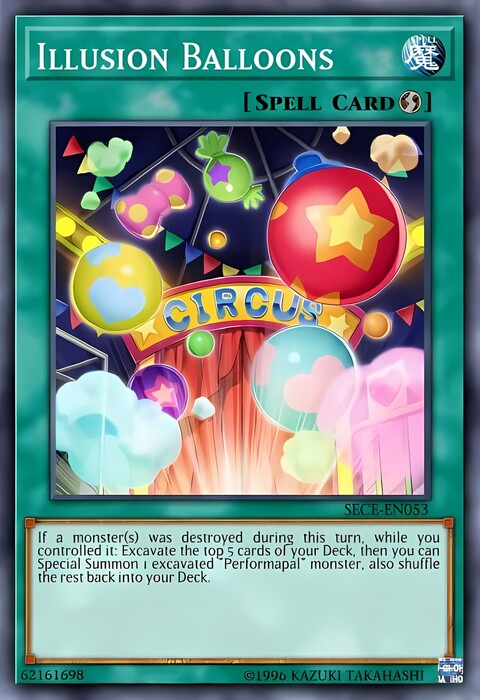 ILLUSION BALLOONS
[SPELL CARD]
CIRCUS
SECE-EN053
If a monster(s) was destroyed during this turn, while you
controlled it: Excavate the top 5 cards of your Deck, then you can
Special Summon 1 excavated "Performapal" monster, also shuffle
the rest back into your Deck.
62161698
©1996 KAZUKI TAKAHASHI